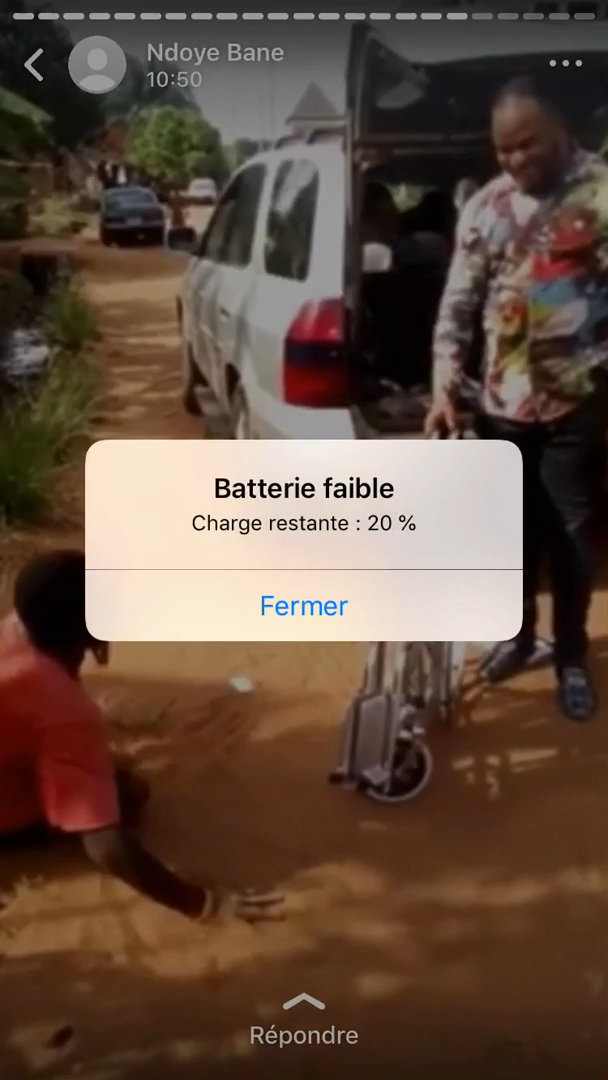 Ndoye Bane
10:50
Batterie faible
Charge restante : 20 %
Fermer
Répondre